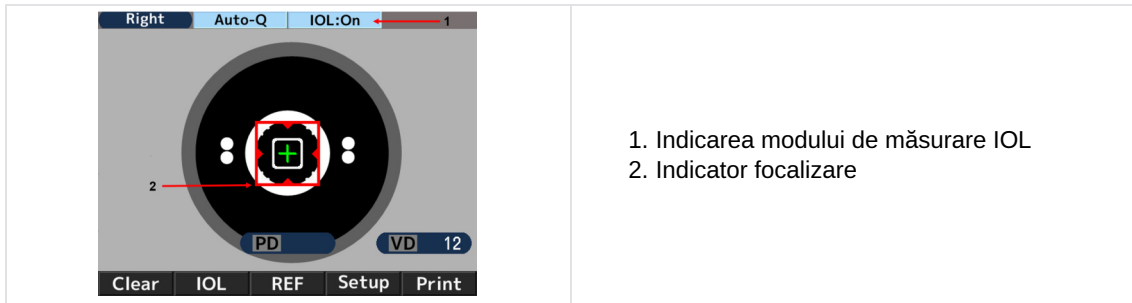 Right Auto-Q IOL:On 1
2
PD VD 12
Clear IOL REF Setup Print
1. Indicarea modului de măsurare IOL
2. Indicator focalizare